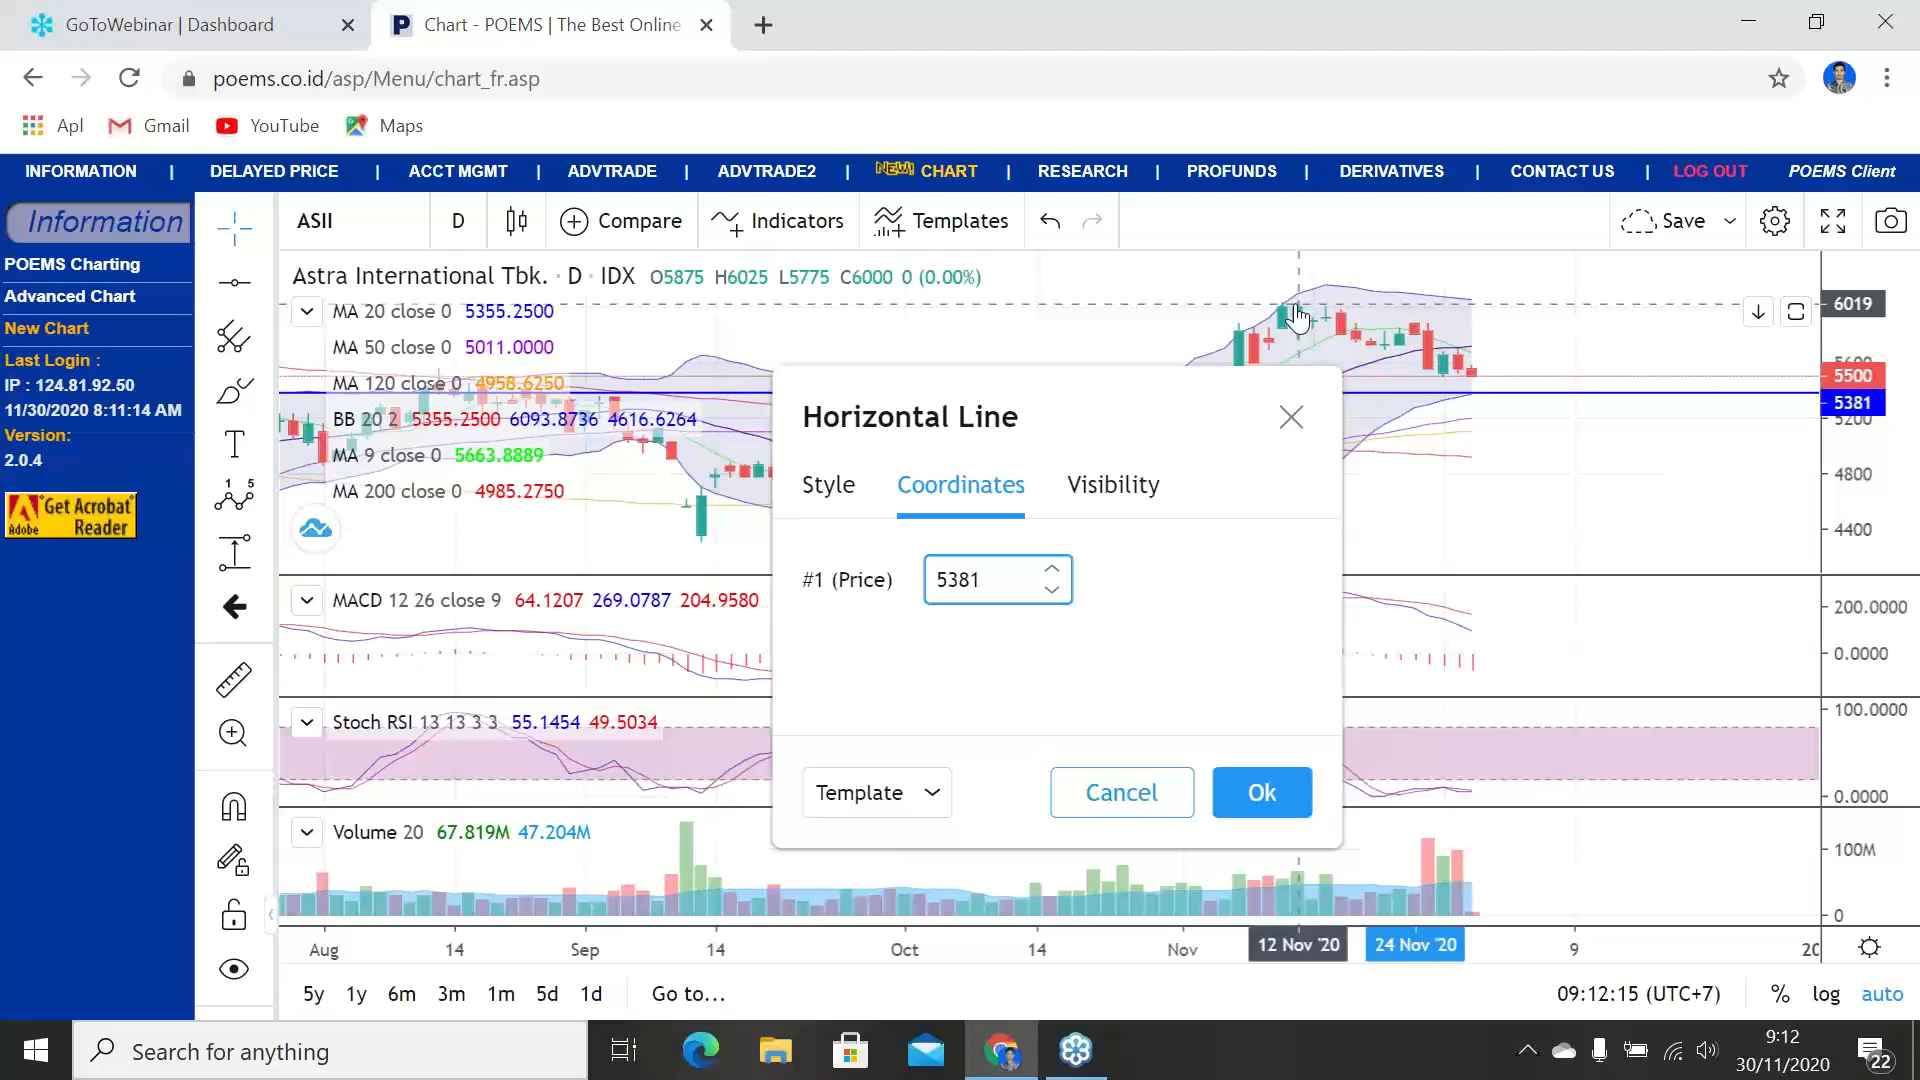 GoToWebinar | Dashboard
Chart - POEMS | The Best Online
poems.co.id/asp/Menu/chart_fr.asp
Apl
Gmail
YouTube
Maps
INFORMATION | DELAYED PRICE | ACCT MGMT | ADVTRADE | ADVTRADE2 | NEW! CHART | RESEARCH | PROFUNDS | DERIVATIVES | CONTACT US | LOG OUT POEMS Client
Information
POEMS Charting
Advanced Chart
New Chart
Last Login :
IP : 124.81.92.50
11/30/2020 8:11:14 AM
Version:
2.0.4
Get Acrobat
Adobe Reader
ASII D Compare Indicators Templates Save
Astra International Tbk. · D · IDX O5875 H6025 L5775 C6000 0 (0.00%)
MA 20 close 0 5355.2500
MA 50 close 0 5011.0000
MA 120 close 0 4958.6250
BB 20 2 5355.2500 6093.8736 4616.6264
MA 9 close 0 5663.8889
MA 200 close 0 4985.2750
6019
5600
5500
5381
5200
4800
4400
MACD 12 26 close 9 64.1207 269.0787 204.9580
200.0000
0.0000
Stoch RSI 13 13 3 3 55.1454 49.5034
100.0000
0.0000
Volume 20 67.819M 47.204M
100M
0
Horizontal Line
Style Coordinates Visibility
#1 (Price) 5381
Template
Cancel
Ok
Aug 14 Sep 14 Oct 14 Nov 12 Nov '20 24 Nov '20 9
5y 1y 6m 3m 1m 5d 1d Go to...
09:12:15 (UTC+7) % log auto
Search for anything
9:12
30/11/2020
22